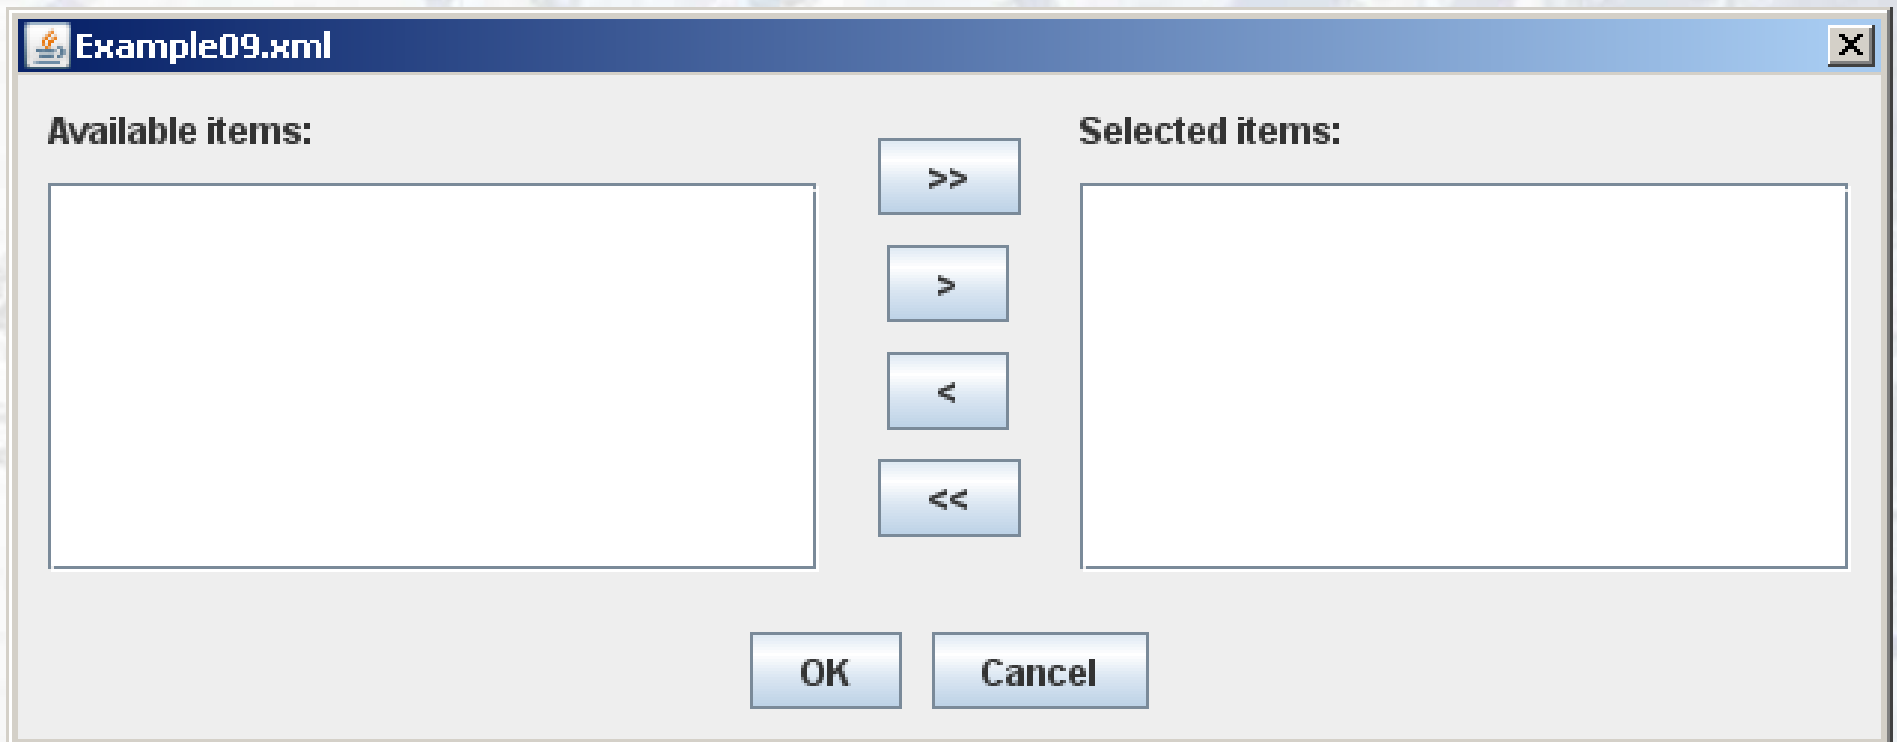 Example09.xml
Available items:
Selected items:
>>
>
<
<<
OK
Cancel